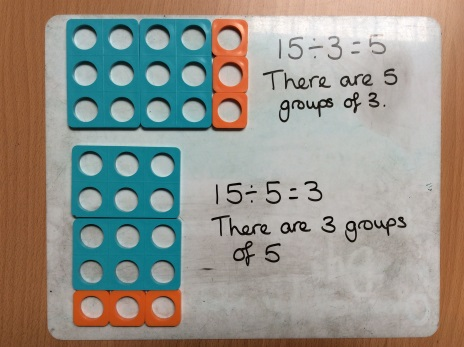 15÷3=5
There are 5
groups of 3.
15÷5=3
There are 3 groups
of 5